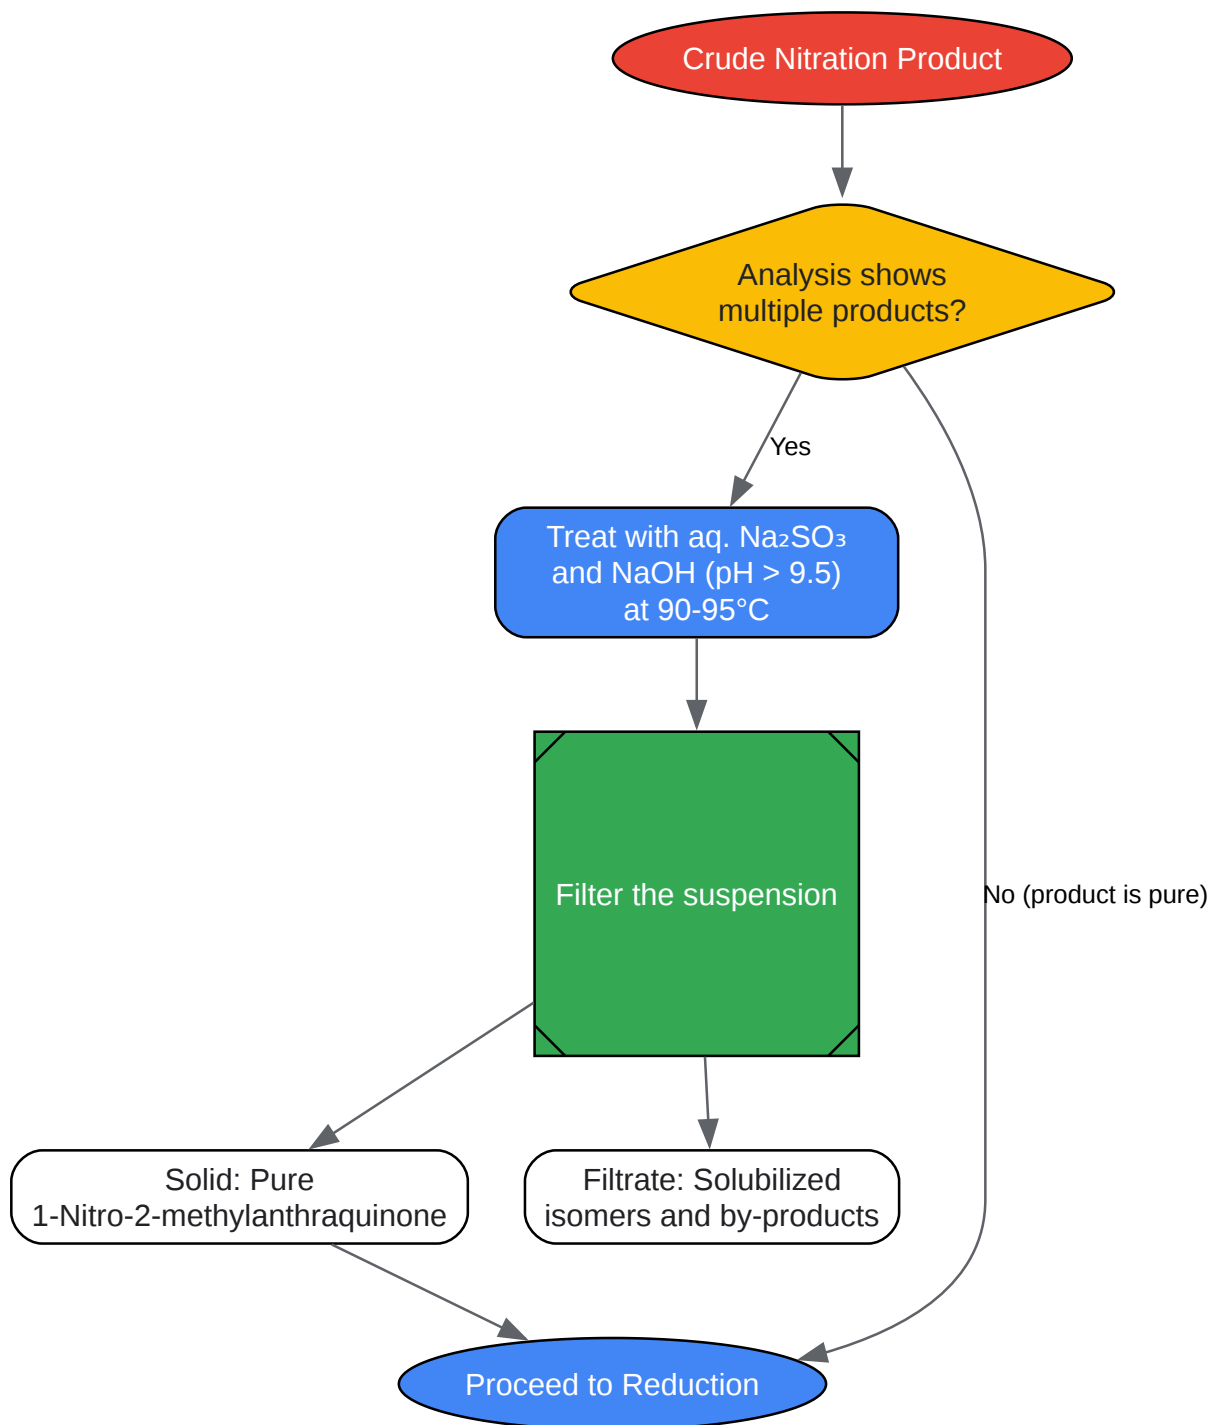 Crude Nitration Product
Analysis shows
multiple products?
Yes
Treat with aq. Na₂SO₃
and NaOH (pH > 9.5)
at 90-95°C
Filter the suspension
No (product is pure)
Solid: Pure
1-Nitro-2-methylanthraquinone
Filtrate: Solubilized
isomers and by-products
Proceed to Reduction